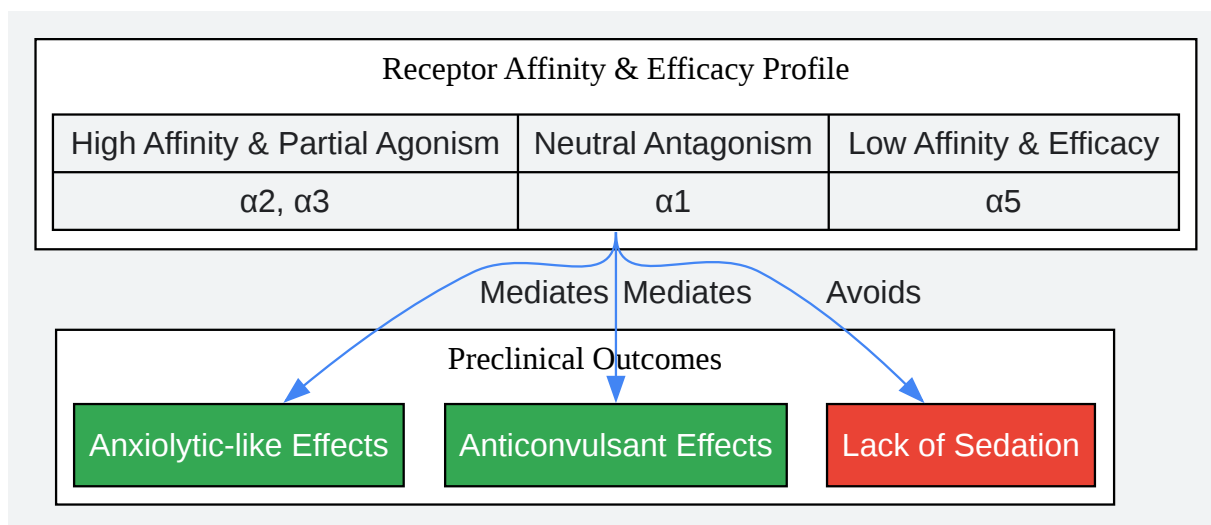 Receptor Affinity & Efficacy Profile
High Affinity & Partial Agonism Neutral Antagonism Low Affinity & Efficacy
α2, α3 α1 α5
Mediates Mediates Avoids
Preclinical Outcomes
Anxiolytic-like Effects Anticonvulsant Effects Lack of Sedation